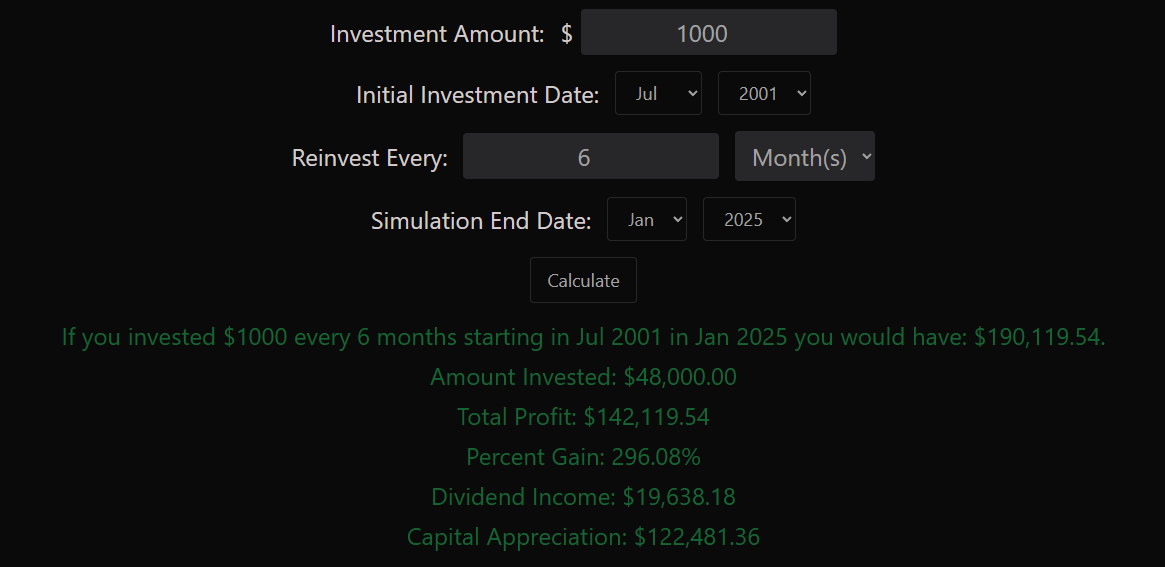 Investment Amount: $ 1000
Initial Investment Date: Jul 2001
Reinvest Every: 6 Month(s)
Simulation End Date: Jan 2025
Calculate
If you invested $1000 every 6 months starting in Jul 2001 in Jan 2025 you would have: $190,119.54.
Amount Invested: $48,000.00
Total Profit: $142,119.54
Percent Gain: 296.08%
Dividend Income: $19,638.18
Capital Appreciation: $122,481.36